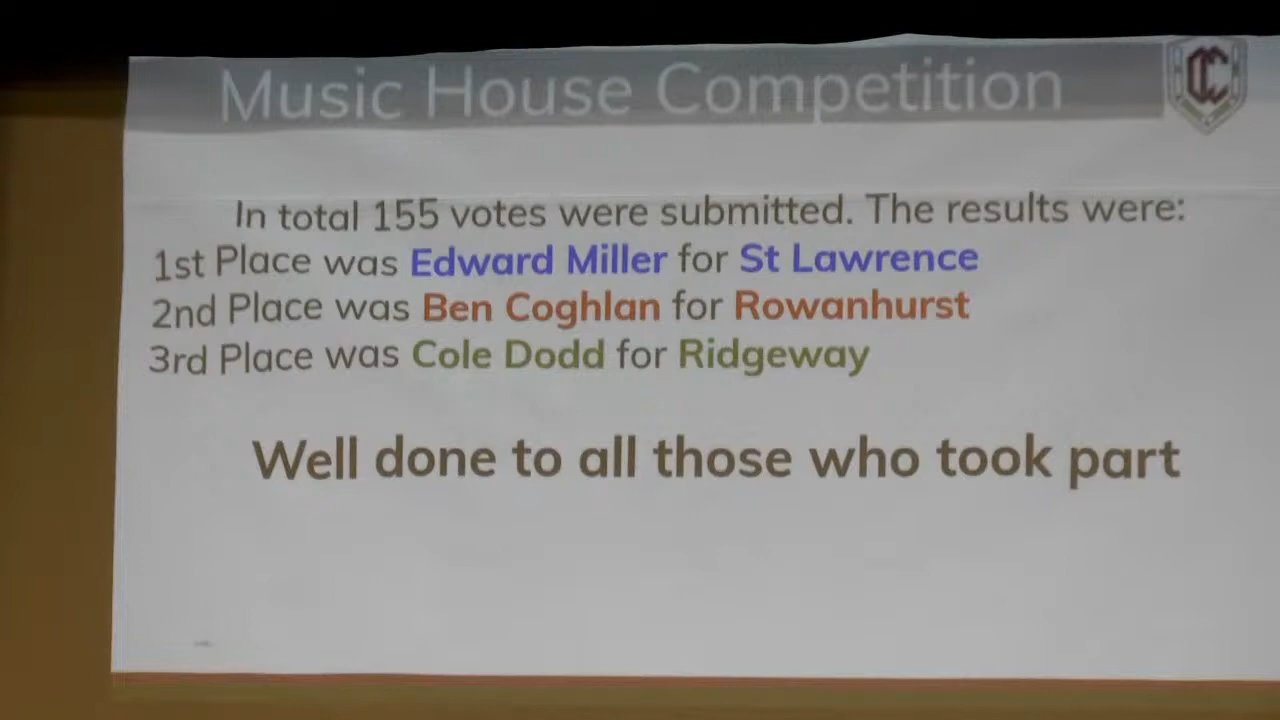 Music House Competition
In total 155 votes were submitted. The results were:
1st Place was Edward Miller for St Lawrence
2nd Place was Ben Coghlan for Rowanhurst
3rd Place was Cole Dodd for Ridgeway
Well done to all those who took part